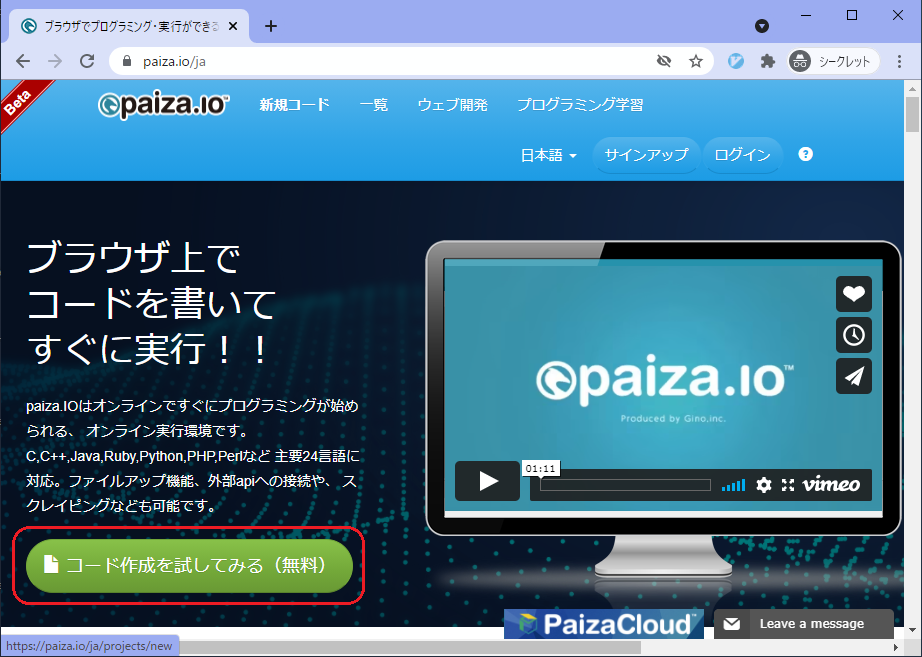 ブラウザでプログラミング・実行ができる
paiza.io/ja
シークレット
Beta
paiza.io™
新規コード 一覧 ウェブ開発 プログラミング学習
日本語 サインアップ ログイン ?
ブラウザ上で
コードを書いて
すぐに実行！！
paiza.IOはオンラインですぐにプログラミングが始め
られる、 オンライン実行環境です。
C,C++,Java,Ruby,Python,PHP,Perlなど 主要24言語に
対応。ファイルアップ機能、外部apiへの接続や、 ス
クレイピングなども可能です。
コード作成を試してみる（無料）
paiza.io™
Produced by Gino,inc.
01:11
vimeo
PaizaCloud™
Leave a message
https://paiza.io/ja/projects/new